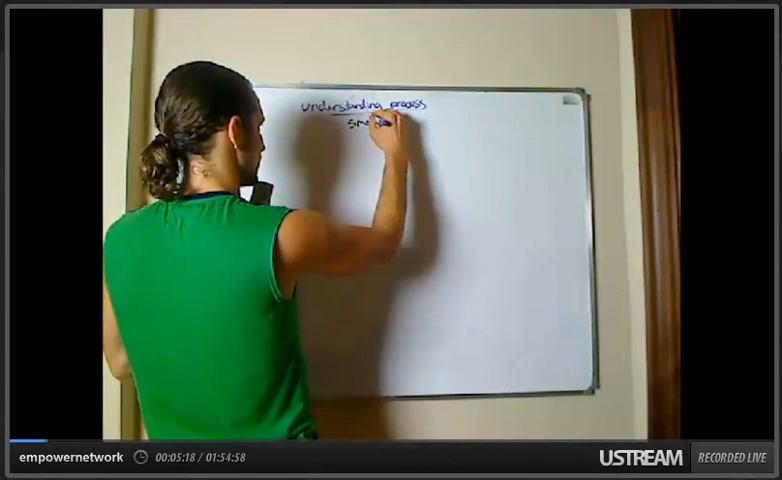 understanding process
empowernetwork 00:05:18 / 01:54:58 USTREAM RECORDED LIVE